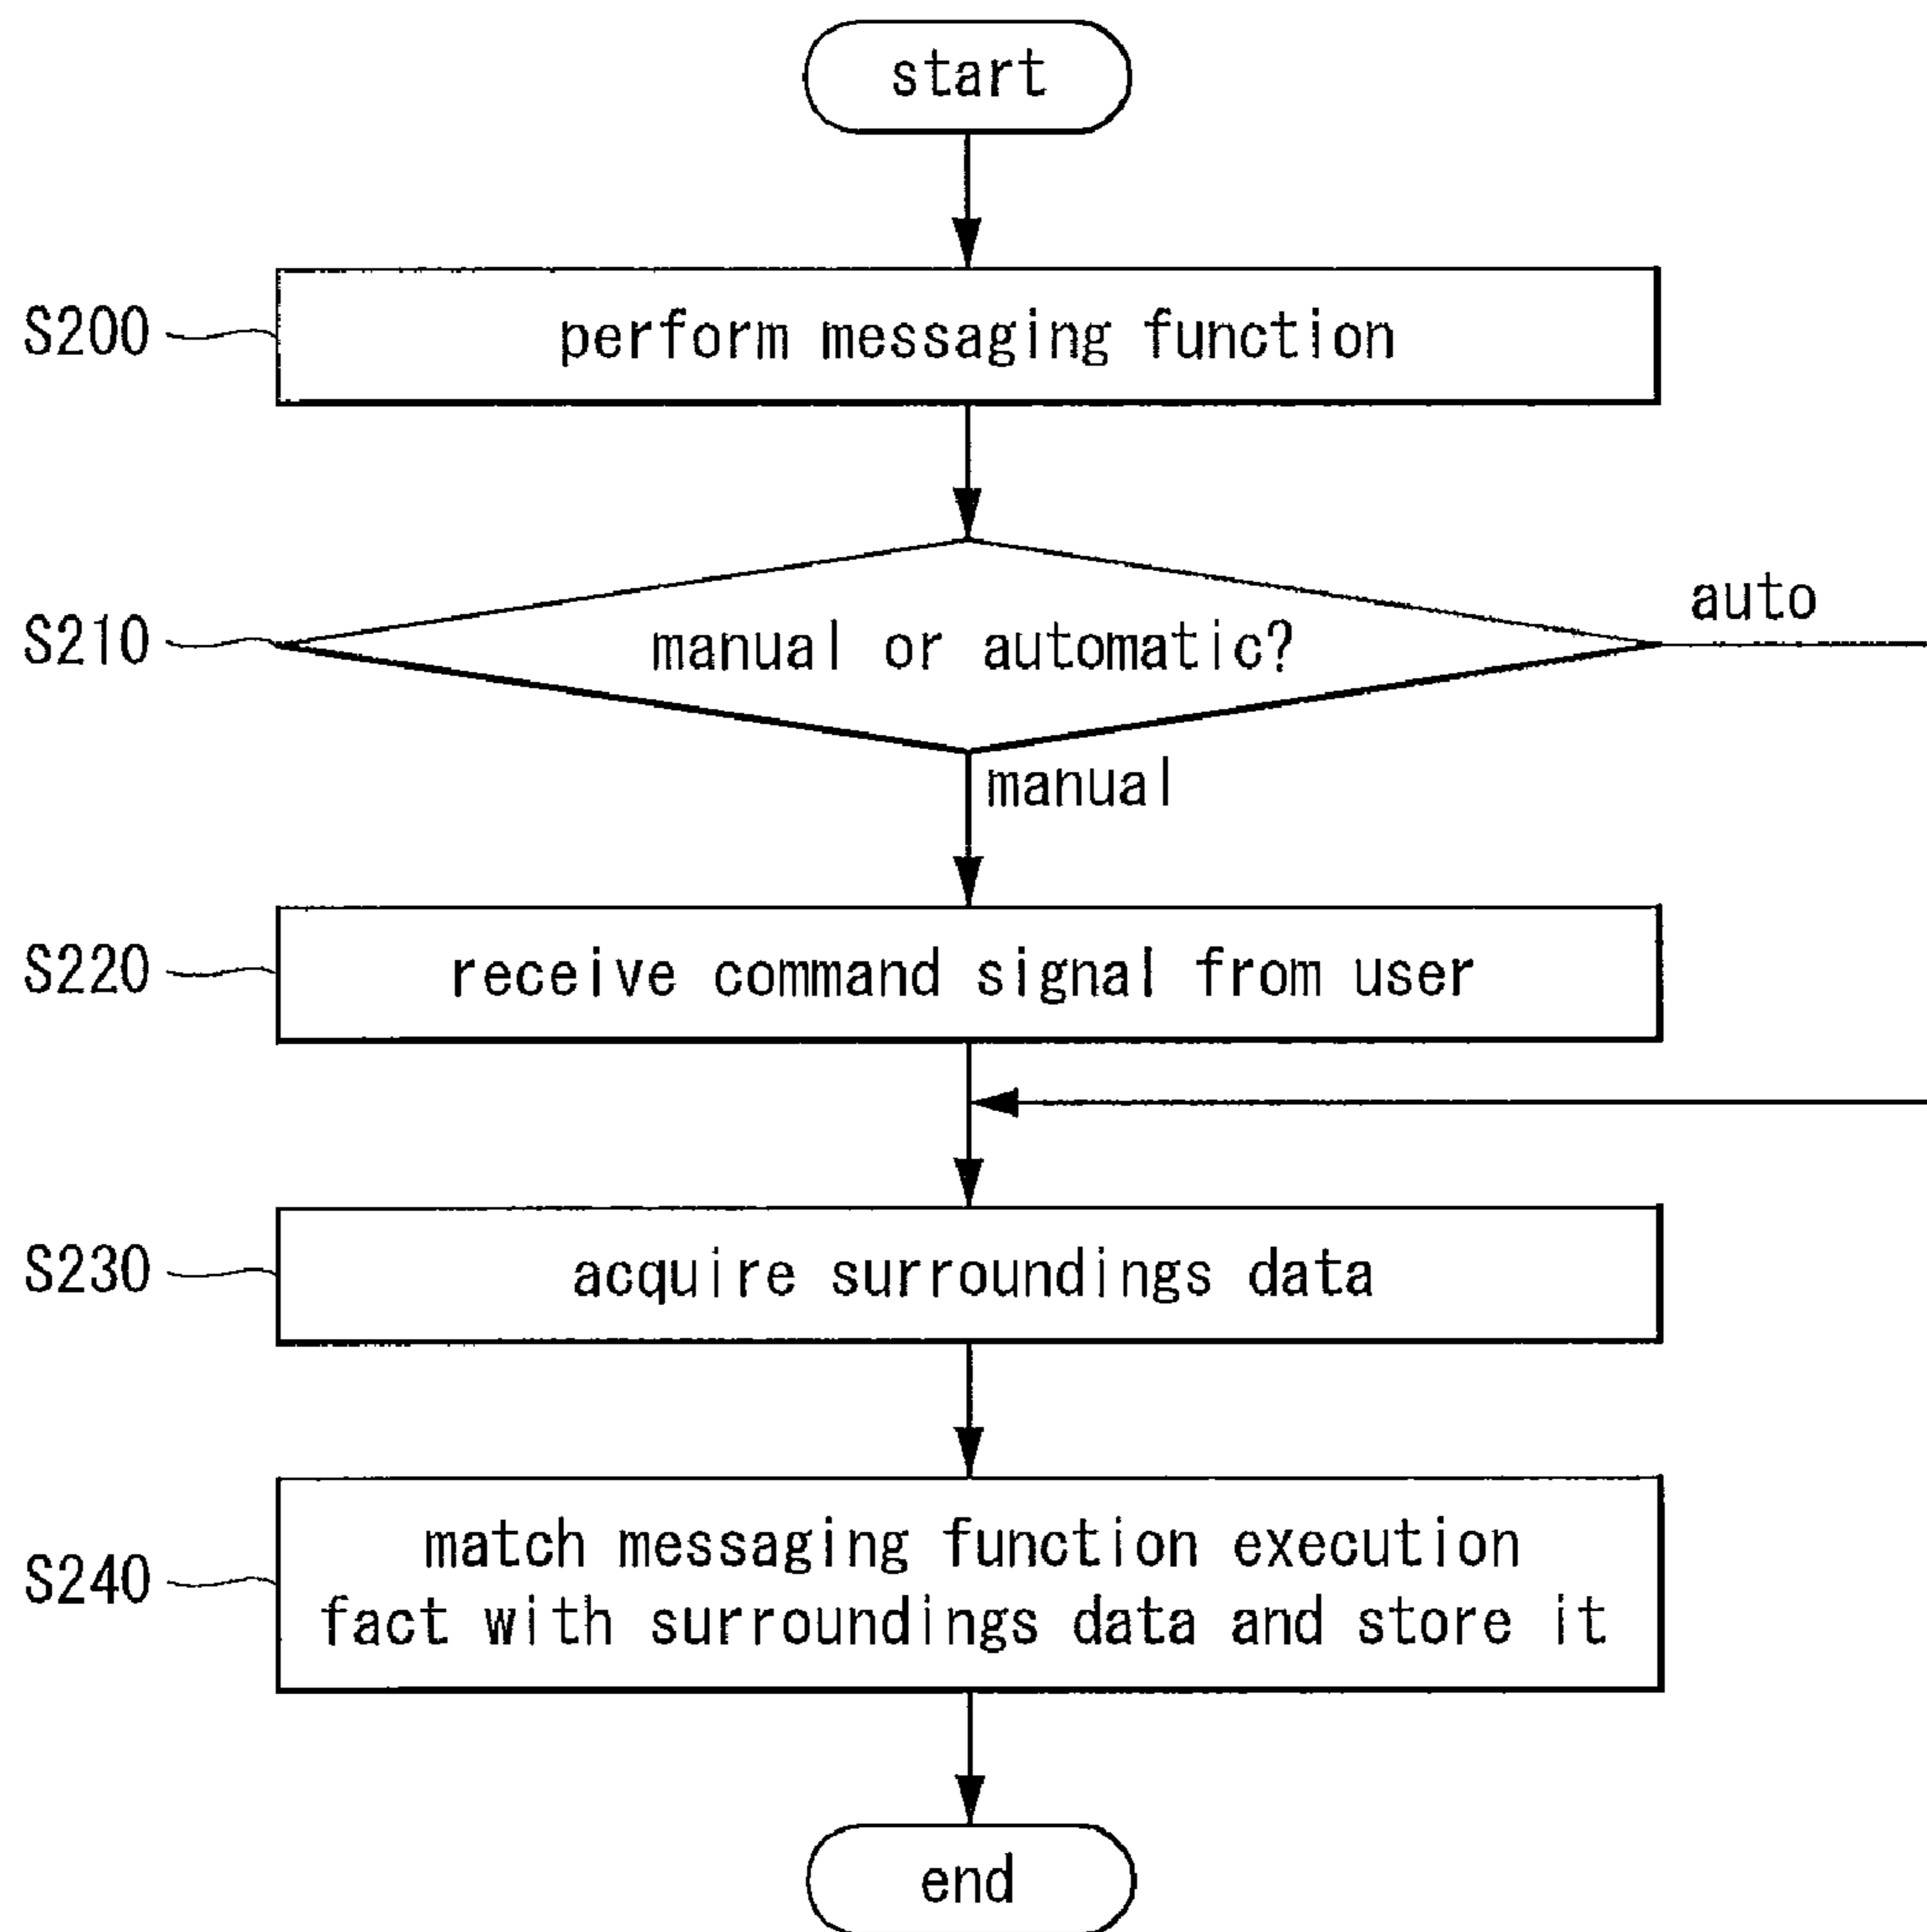 start
S200
perform messaging function
S210
manual or automatic?
auto
manual
S220
receive command signal from user
S230
acquire surroundings data
S240
match messaging function execution
fact with surroundings data and store it
end